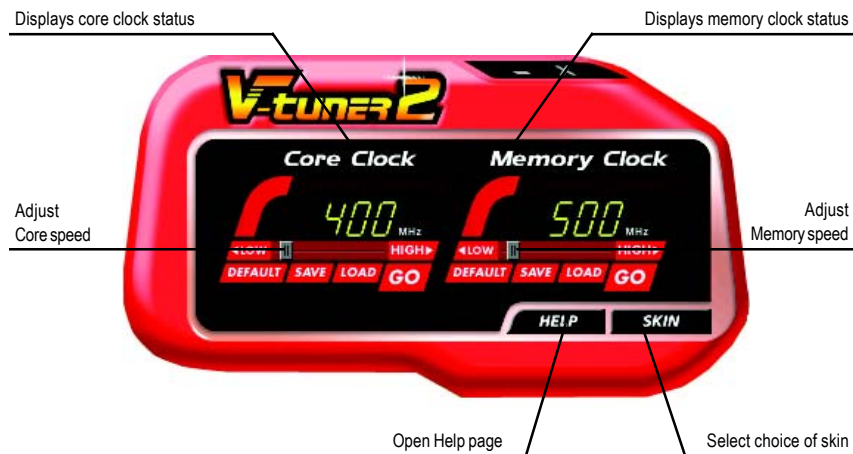 Displays core clock status
Displays memory clock status
V-tuner 2
Core Clock
Memory Clock
Adjust
Core speed
400 MHz
500 MHz
Adjust
Memory speed
◄LOW HIGH►
◄LOW HIGH►
DEFAULT SAVE LOAD GO
DEFAULT SAVE LOAD GO
HELP SKIN
Open Help page
Select choice of skin